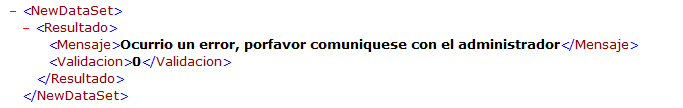 − <NewDataSet>
− <Resultado>
<Mensaje>Ocurrio un error, porfavor comuniquese con el administrador</Mensaje>
<Validacion>0</Validacion>
</Resultado>
</NewDataSet>